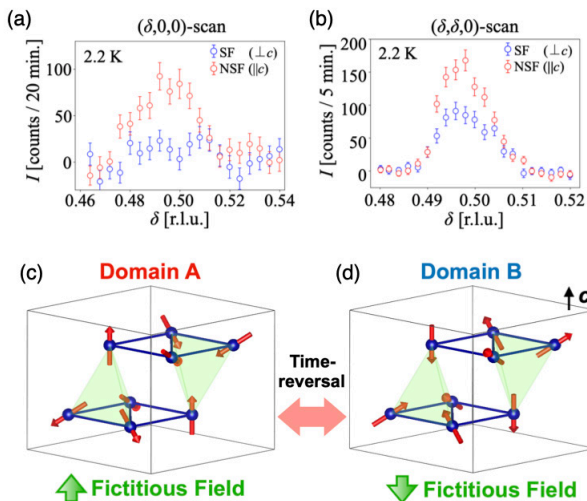 (a)
(δ,0,0)-scan
2.2 K
SF (⊥c)
NSF (||c)
I [counts / 20 min.]
100
50
0
0.46 0.48 0.50 0.52 0.54
δ [r.l.u.]
(b)
(δ,δ,0)-scan
2.2 K
SF (⊥c)
NSF (||c)
I [counts / 5 min.]
200
150
100
50
0
0.48 0.49 0.50 0.51 0.52
δ [r.l.u.]
(c)
Domain A
Fictitious Field
Time-
reversal
(d)
Domain B
c
Fictitious Field